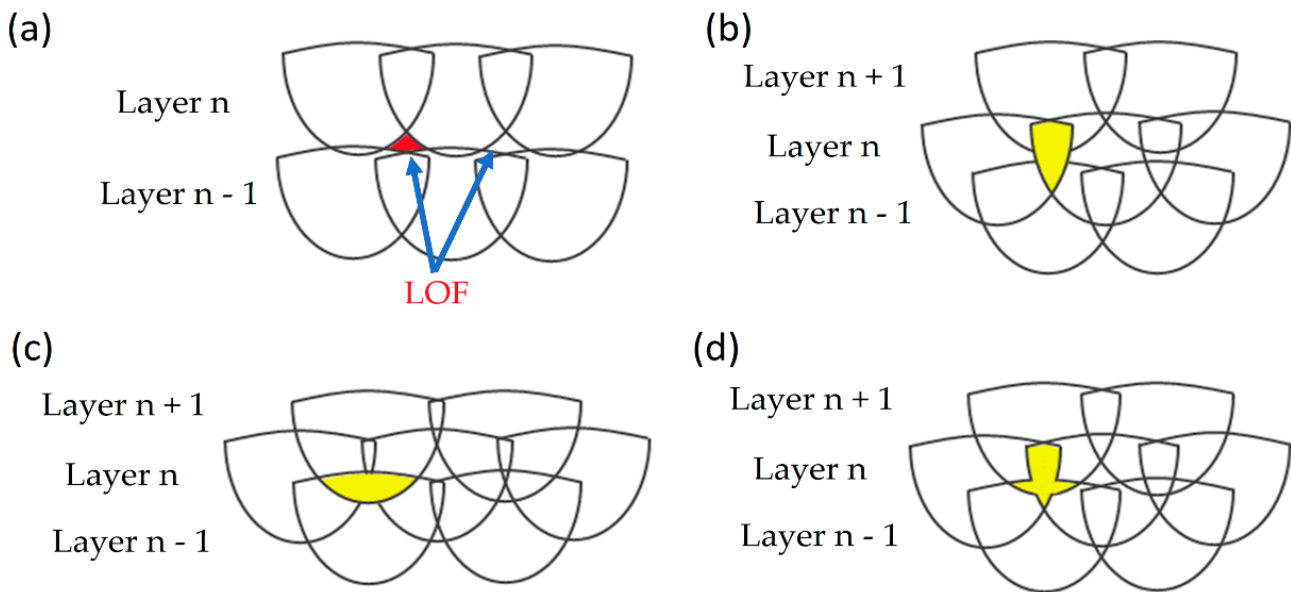 (a)
Layer n
Layer n - 1
LOF
(b)
Layer n + 1
Layer n
Layer n - 1
(c)
Layer n + 1
Layer n
Layer n - 1
(d)
Layer n + 1
Layer n
Layer n - 1